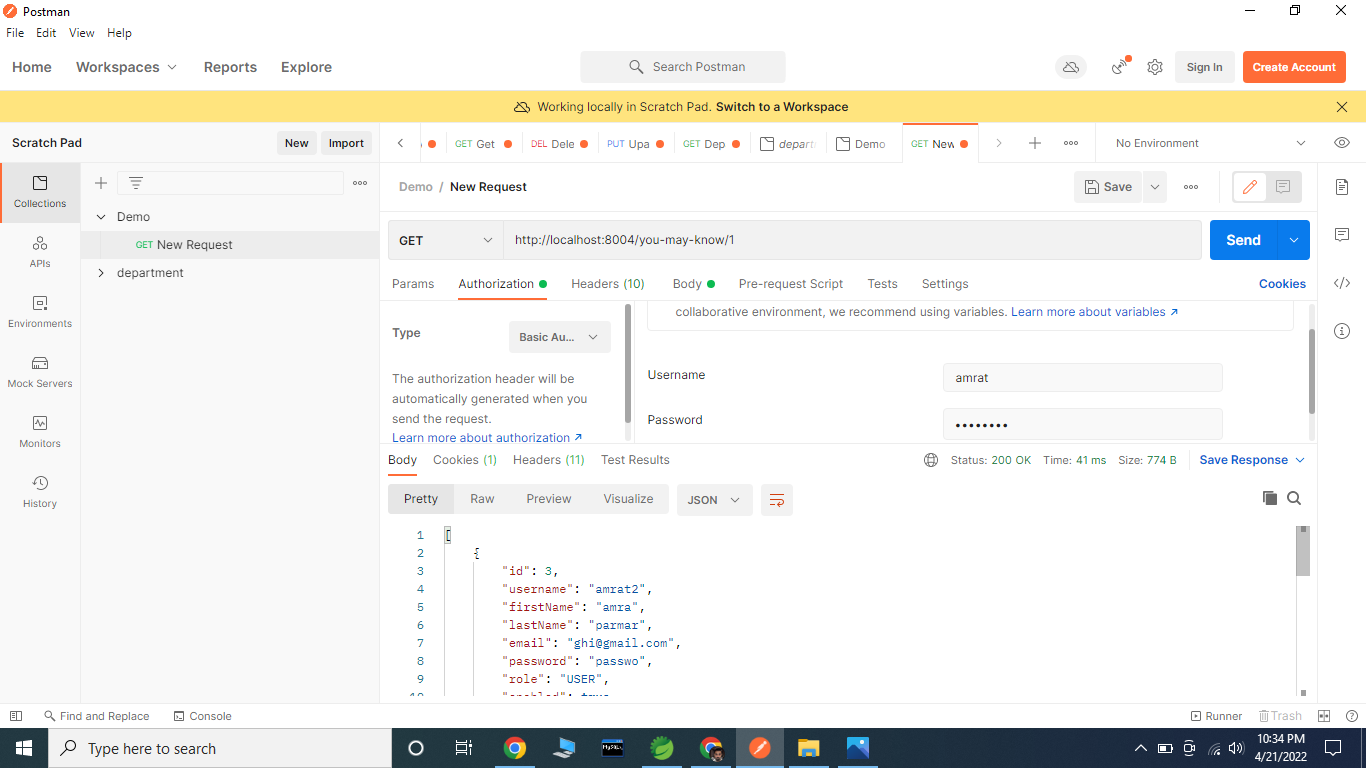 Postman
File Edit View Help
Home Workspaces Reports Explore Search Postman Sign In Create Account
Working locally in Scratch Pad. Switch to a Workspace
Scratch Pad New Import GET Get DEL Dele PUT Upa GET Dep depart Demo GET New No Environment
Collections
APIs
Environments
Mock Servers
Monitors
History
Demo
GET New Request
department
Demo / New Request Save
GET http://localhost:8004/you-may-know/1 Send
Params Authorization Headers (10) Body Pre-request Script Tests Settings Cookies
Type Basic Au...
The authorization header will be
automatically generated when you
send the request.
Learn more about authorization ↗
collaborative environment, we recommend using variables. Learn more about variables ↗
Username amrat
Password ••••••••
Body Cookies (1) Headers (11) Test Results Status: 200 OK Time: 41 ms Size: 774 B Save Response
Pretty Raw Preview Visualize JSON
1 [
2 {
3 "id": 3,
4 "username": "amrat2",
5 "firstName": "amra",
6 "lastName": "parmar",
7 "email": "ghi@gmail.com",
8 "password": "passwo",
9 "role": "USER",
10 "enabled": true
Find and Replace Console Runner Trash
Type here to search MySQL 10:34 PM
4/21/2022